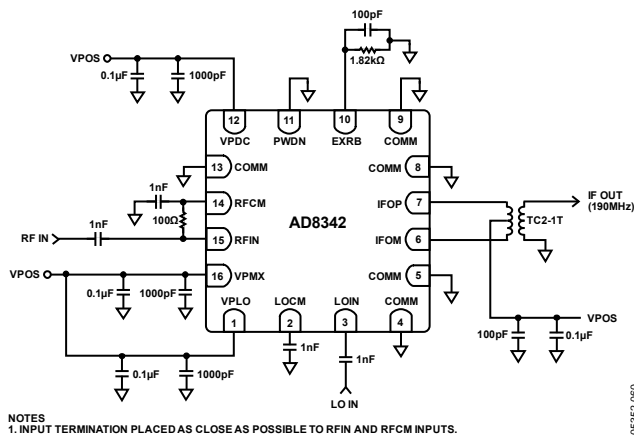 100pF
VPOS
0.1µF
1000pF
1.82kΩ
12
11
10
9
VPDC
PWDN
EXRB
COMM
13
COMM
COMM
8
1nF
14
RFCM
IFOP
7
IF OUT
(190MHz)
100Ω
AD8342
TC2-1T
RF IN
1nF
15
RFIN
IFOM
6
VPOS
16
VPMX
COMM
5
0.1µF
1000pF
VPLO
LOCM
LOIN
COMM
VPOS
1
2
3
4
100pF
0.1µF
1nF
1nF
0.1µF
1000pF
LO IN
NOTES
1. INPUT TERMINATION PLACED AS CLOSE AS POSSIBLE TO RFIN AND RFCM INPUTS.